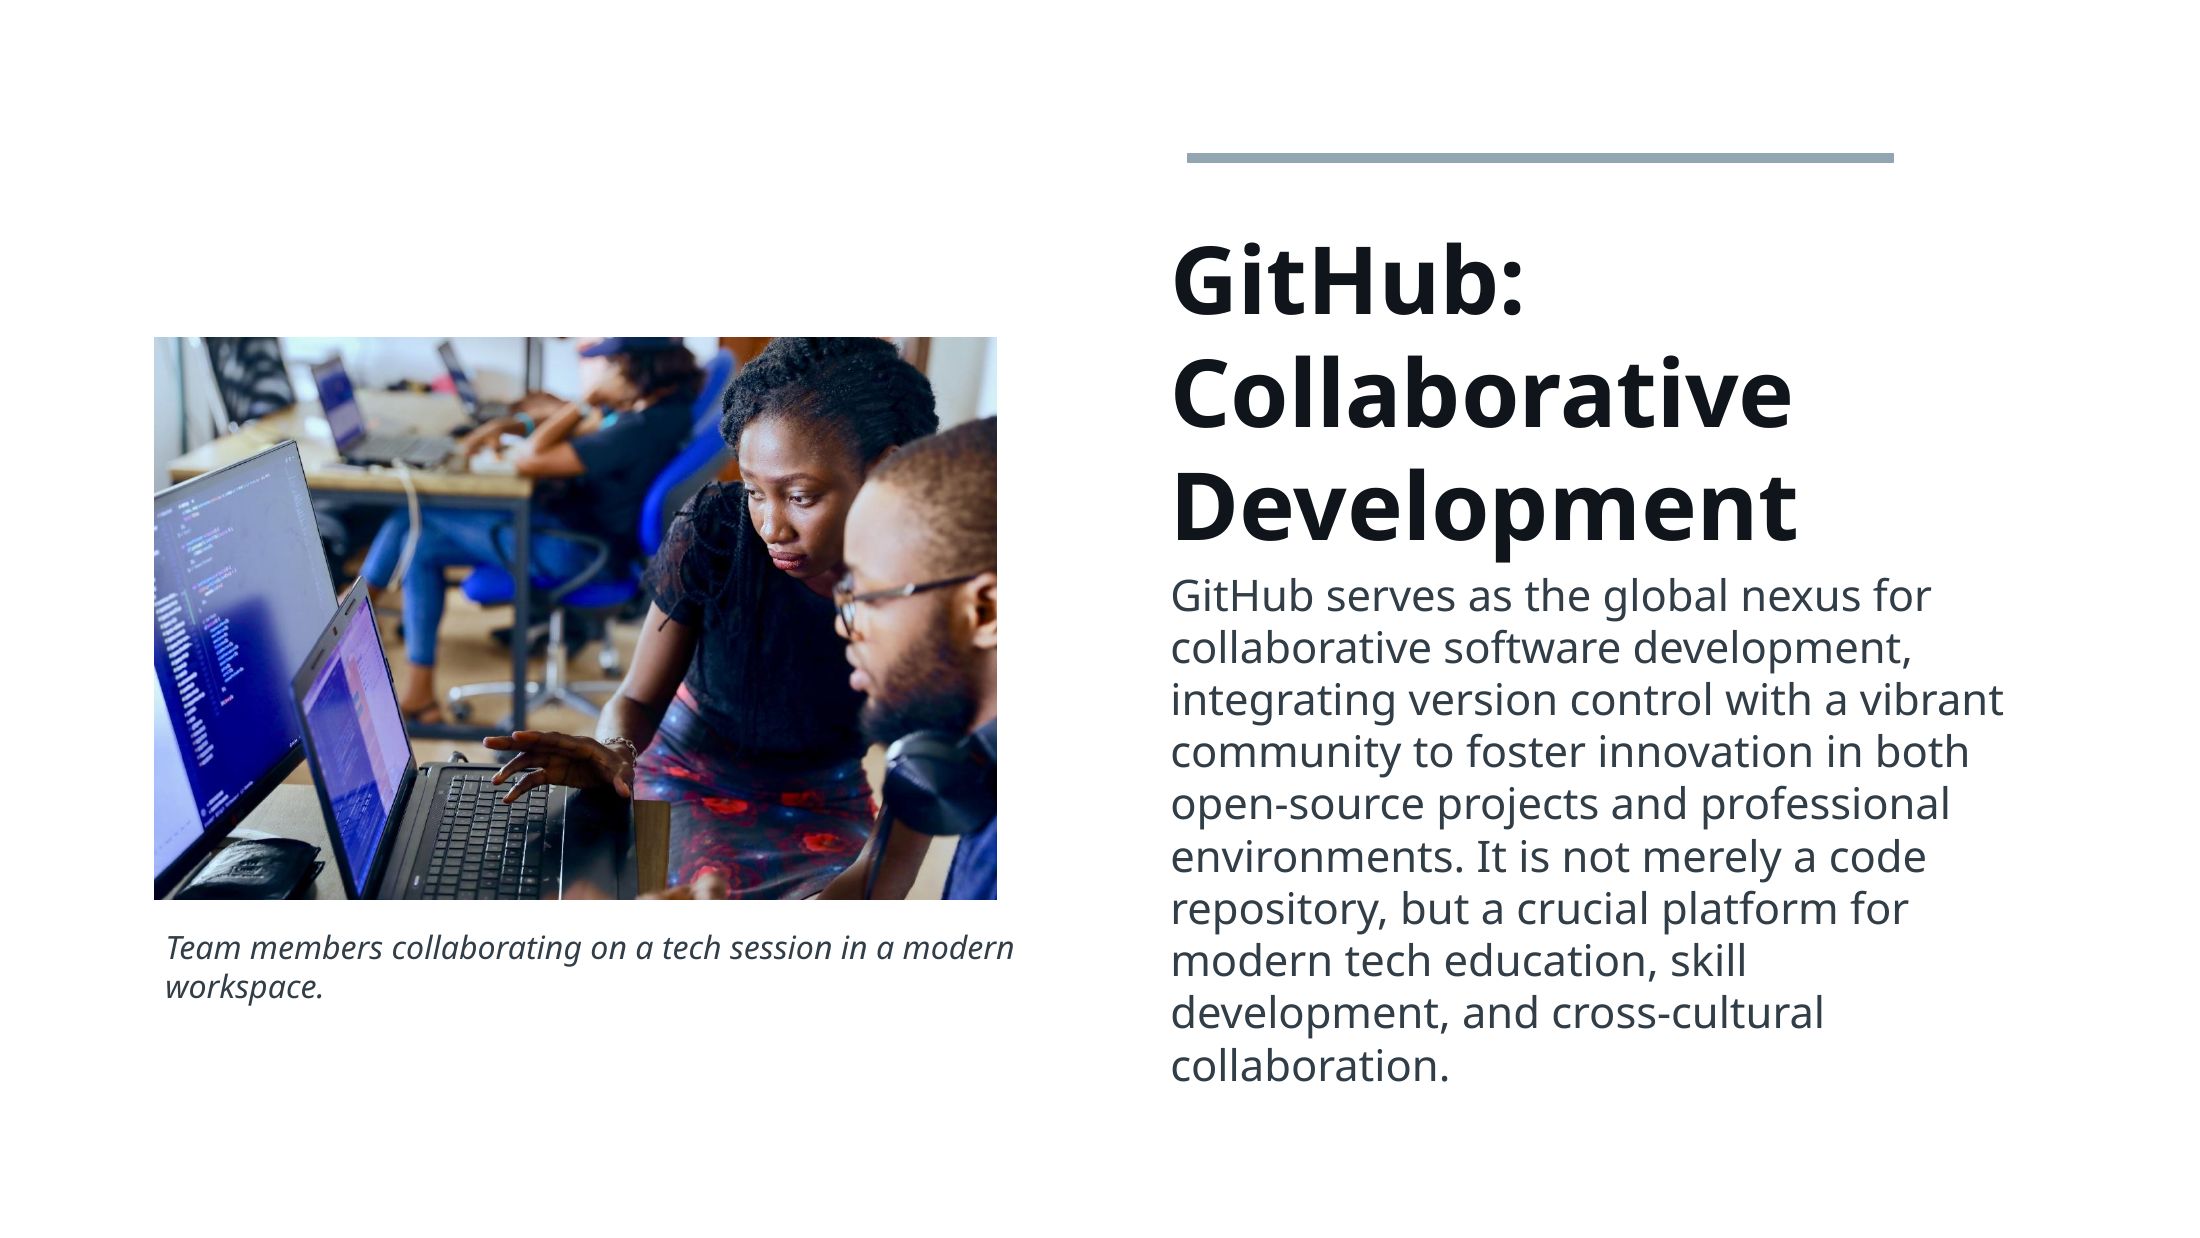 GitHub:
Collaborative
Development
GitHub serves as the global nexus for
collaborative software development,
integrating version control with a vibrant
community to foster innovation in both
open-source projects and professional
environments. It is not merely a code
repository, but a crucial platform for
modern tech education, skill
development, and cross-cultural
collaboration.
Team members collaborating on a tech session in a modern
workspace.